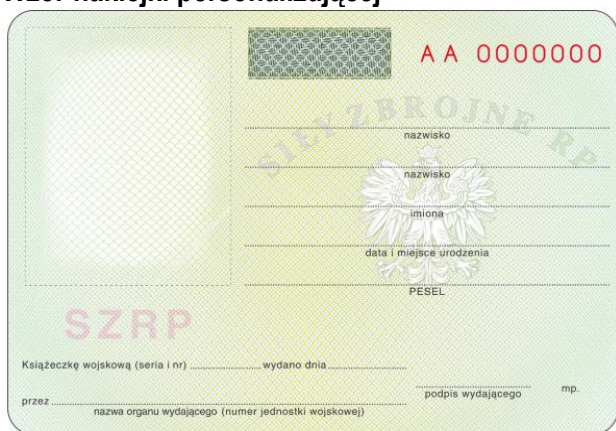 Wzór naklejki personalizującej
AA 0000000
SIŁY ZBROJNE RP
nazwisko
nazwisko
imiona
data i miejsce urodzenia
PESEL
SZRP
Książeczkę wojskową (seria i nr) ........................ wydano dnia ........................
podpis wydającego
mp.
przez ........................
nazwa organu wydającego (numer jednostki wojskowej)